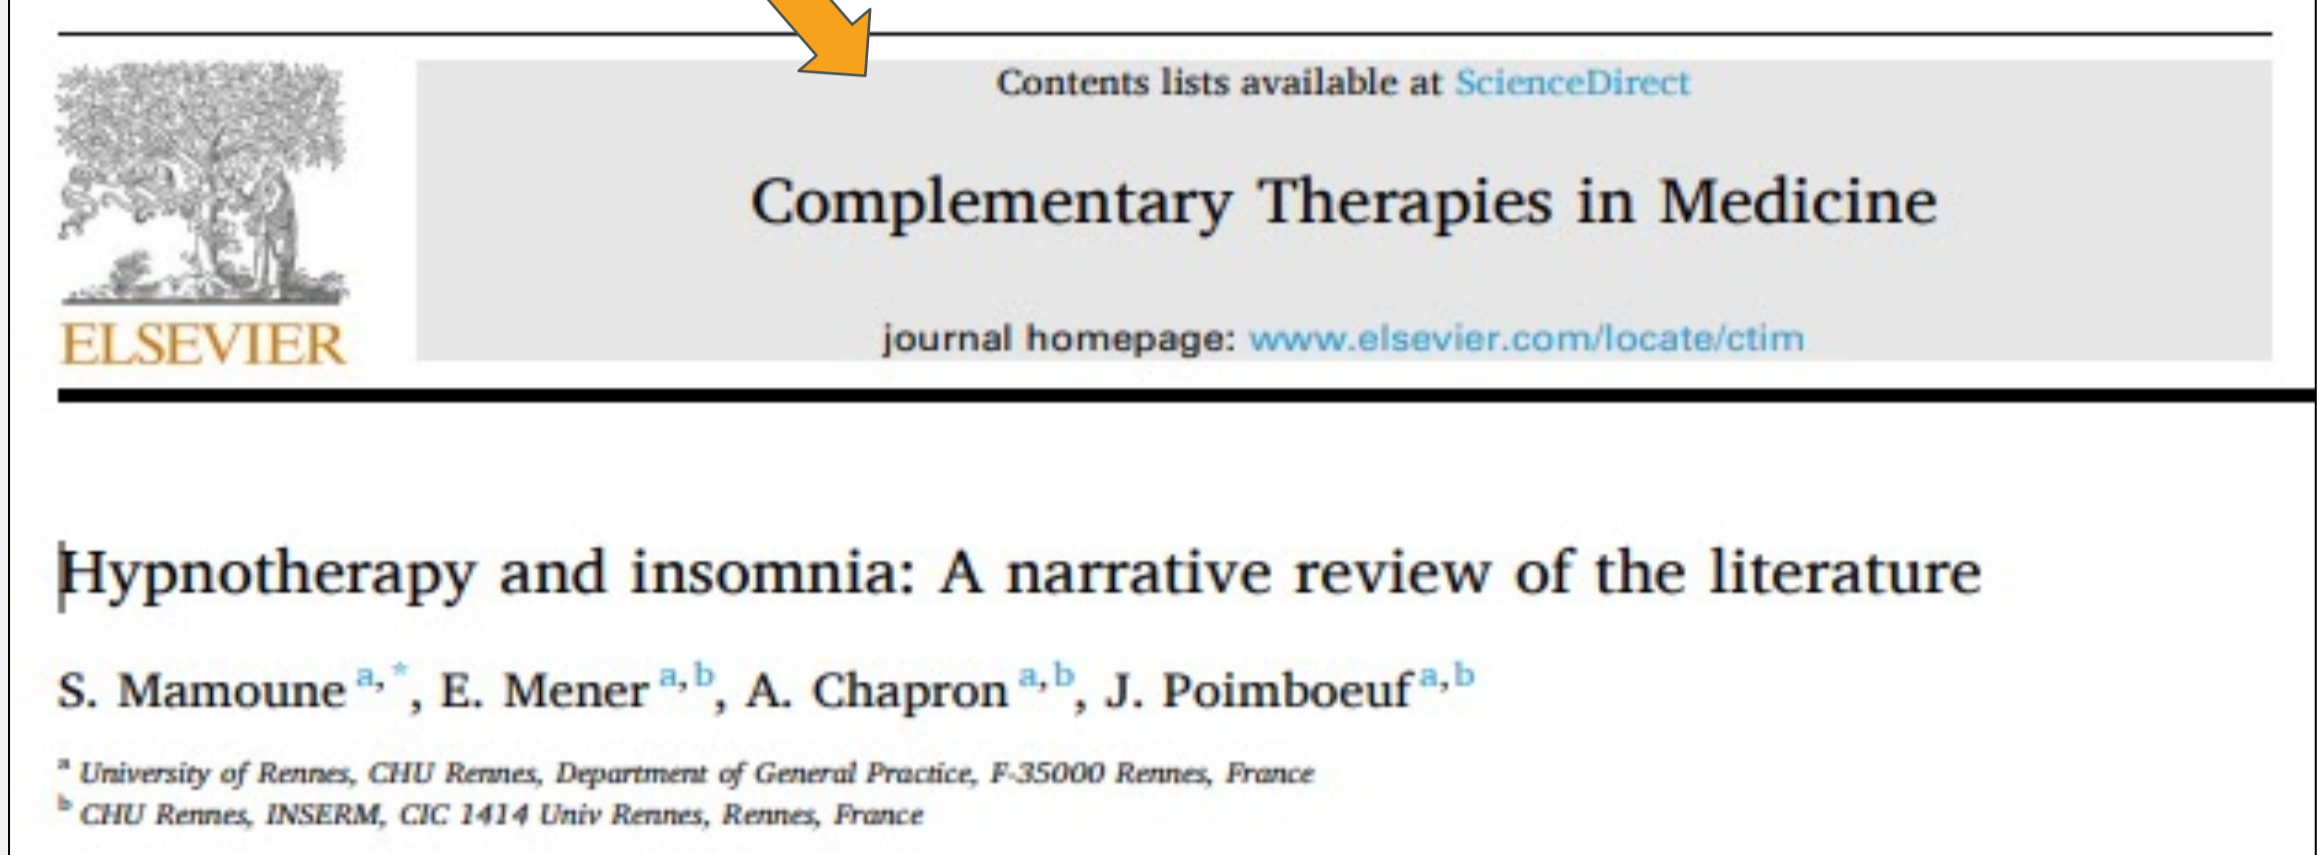 Contents lists available at ScienceDirect
Complementary Therapies in Medicine
journal homepage: www.elsevier.com/locate/ctim
ELSEVIER
Hypnotherapy and insomnia: A narrative review of the literature
S. Mamoune a,*, E. Mener a,b, A. Chapron a,b, J. Poimboeuf a,b
a University of Rennes, CHU Rennes, Department of General Practice, F-35000 Rennes, France
b CHU Rennes, INSERM, CIC 1414 Univ Rennes, Rennes, France